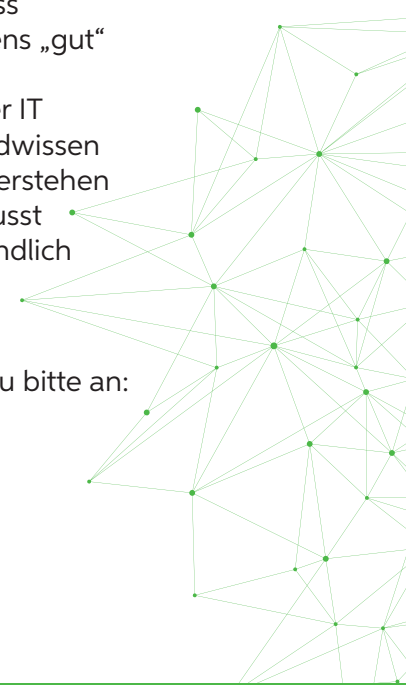 ss
ens „gut“
r IT
dwissen
erstehen
usst
ndlich
u bitte an: